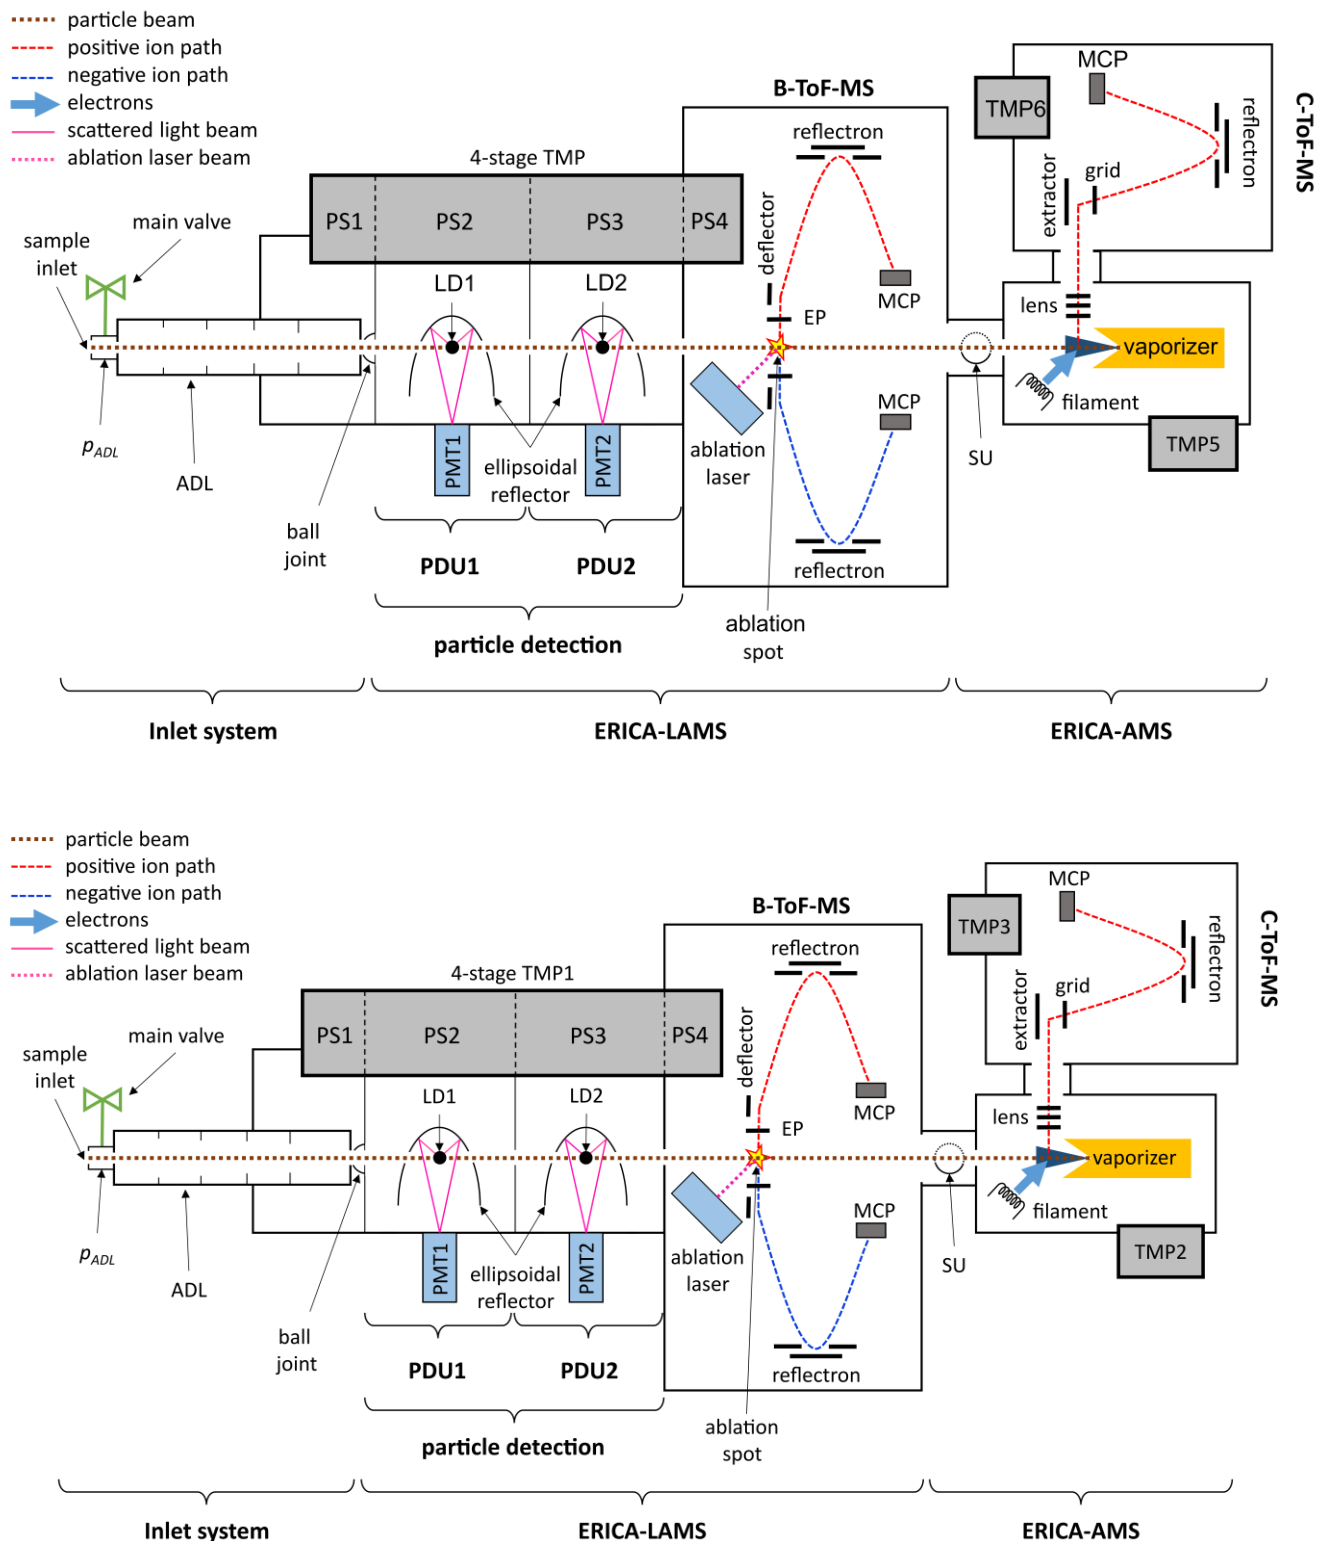 particle beam
positive ion path
negative ion path
electrons
scattered light beam
ablation laser beam
4-stage TMP
PS1
PS2
PS3
PS4
B-ToF-MS
reflectron
MCP
TMP6
reflectron
C-ToF-MS
extractor
grid
main valve
sample
inlet
LD1
LD2
deflector
EP
MCP
lens
vaporizer
filament
SU
TMP5
pADL
ADL
ball
joint
PMT1
ellipsoidal
reflector
PMT2
ablation
laser
MCP
reflectron
PDU1
PDU2
ablation
spot
particle detection
Inlet system
ERICA-LAMS
ERICA-AMS
particle beam
positive ion path
negative ion path
electrons
scattered light beam
ablation laser beam
4-stage TMP1
PS1
PS2
PS3
PS4
B-ToF-MS
reflectron
MCP
TMP3
reflectron
C-ToF-MS
extractor
grid
main valve
sample
inlet
LD1
LD2
deflector
EP
MCP
lens
vaporizer
filament
SU
TMP2
pADL
ADL
ball
joint
PMT1
ellipsoidal
reflector
PMT2
ablation
laser
MCP
reflectron
PDU1
PDU2
ablation
spot
particle detection
Inlet system
ERICA-LAMS
ERICA-AMS